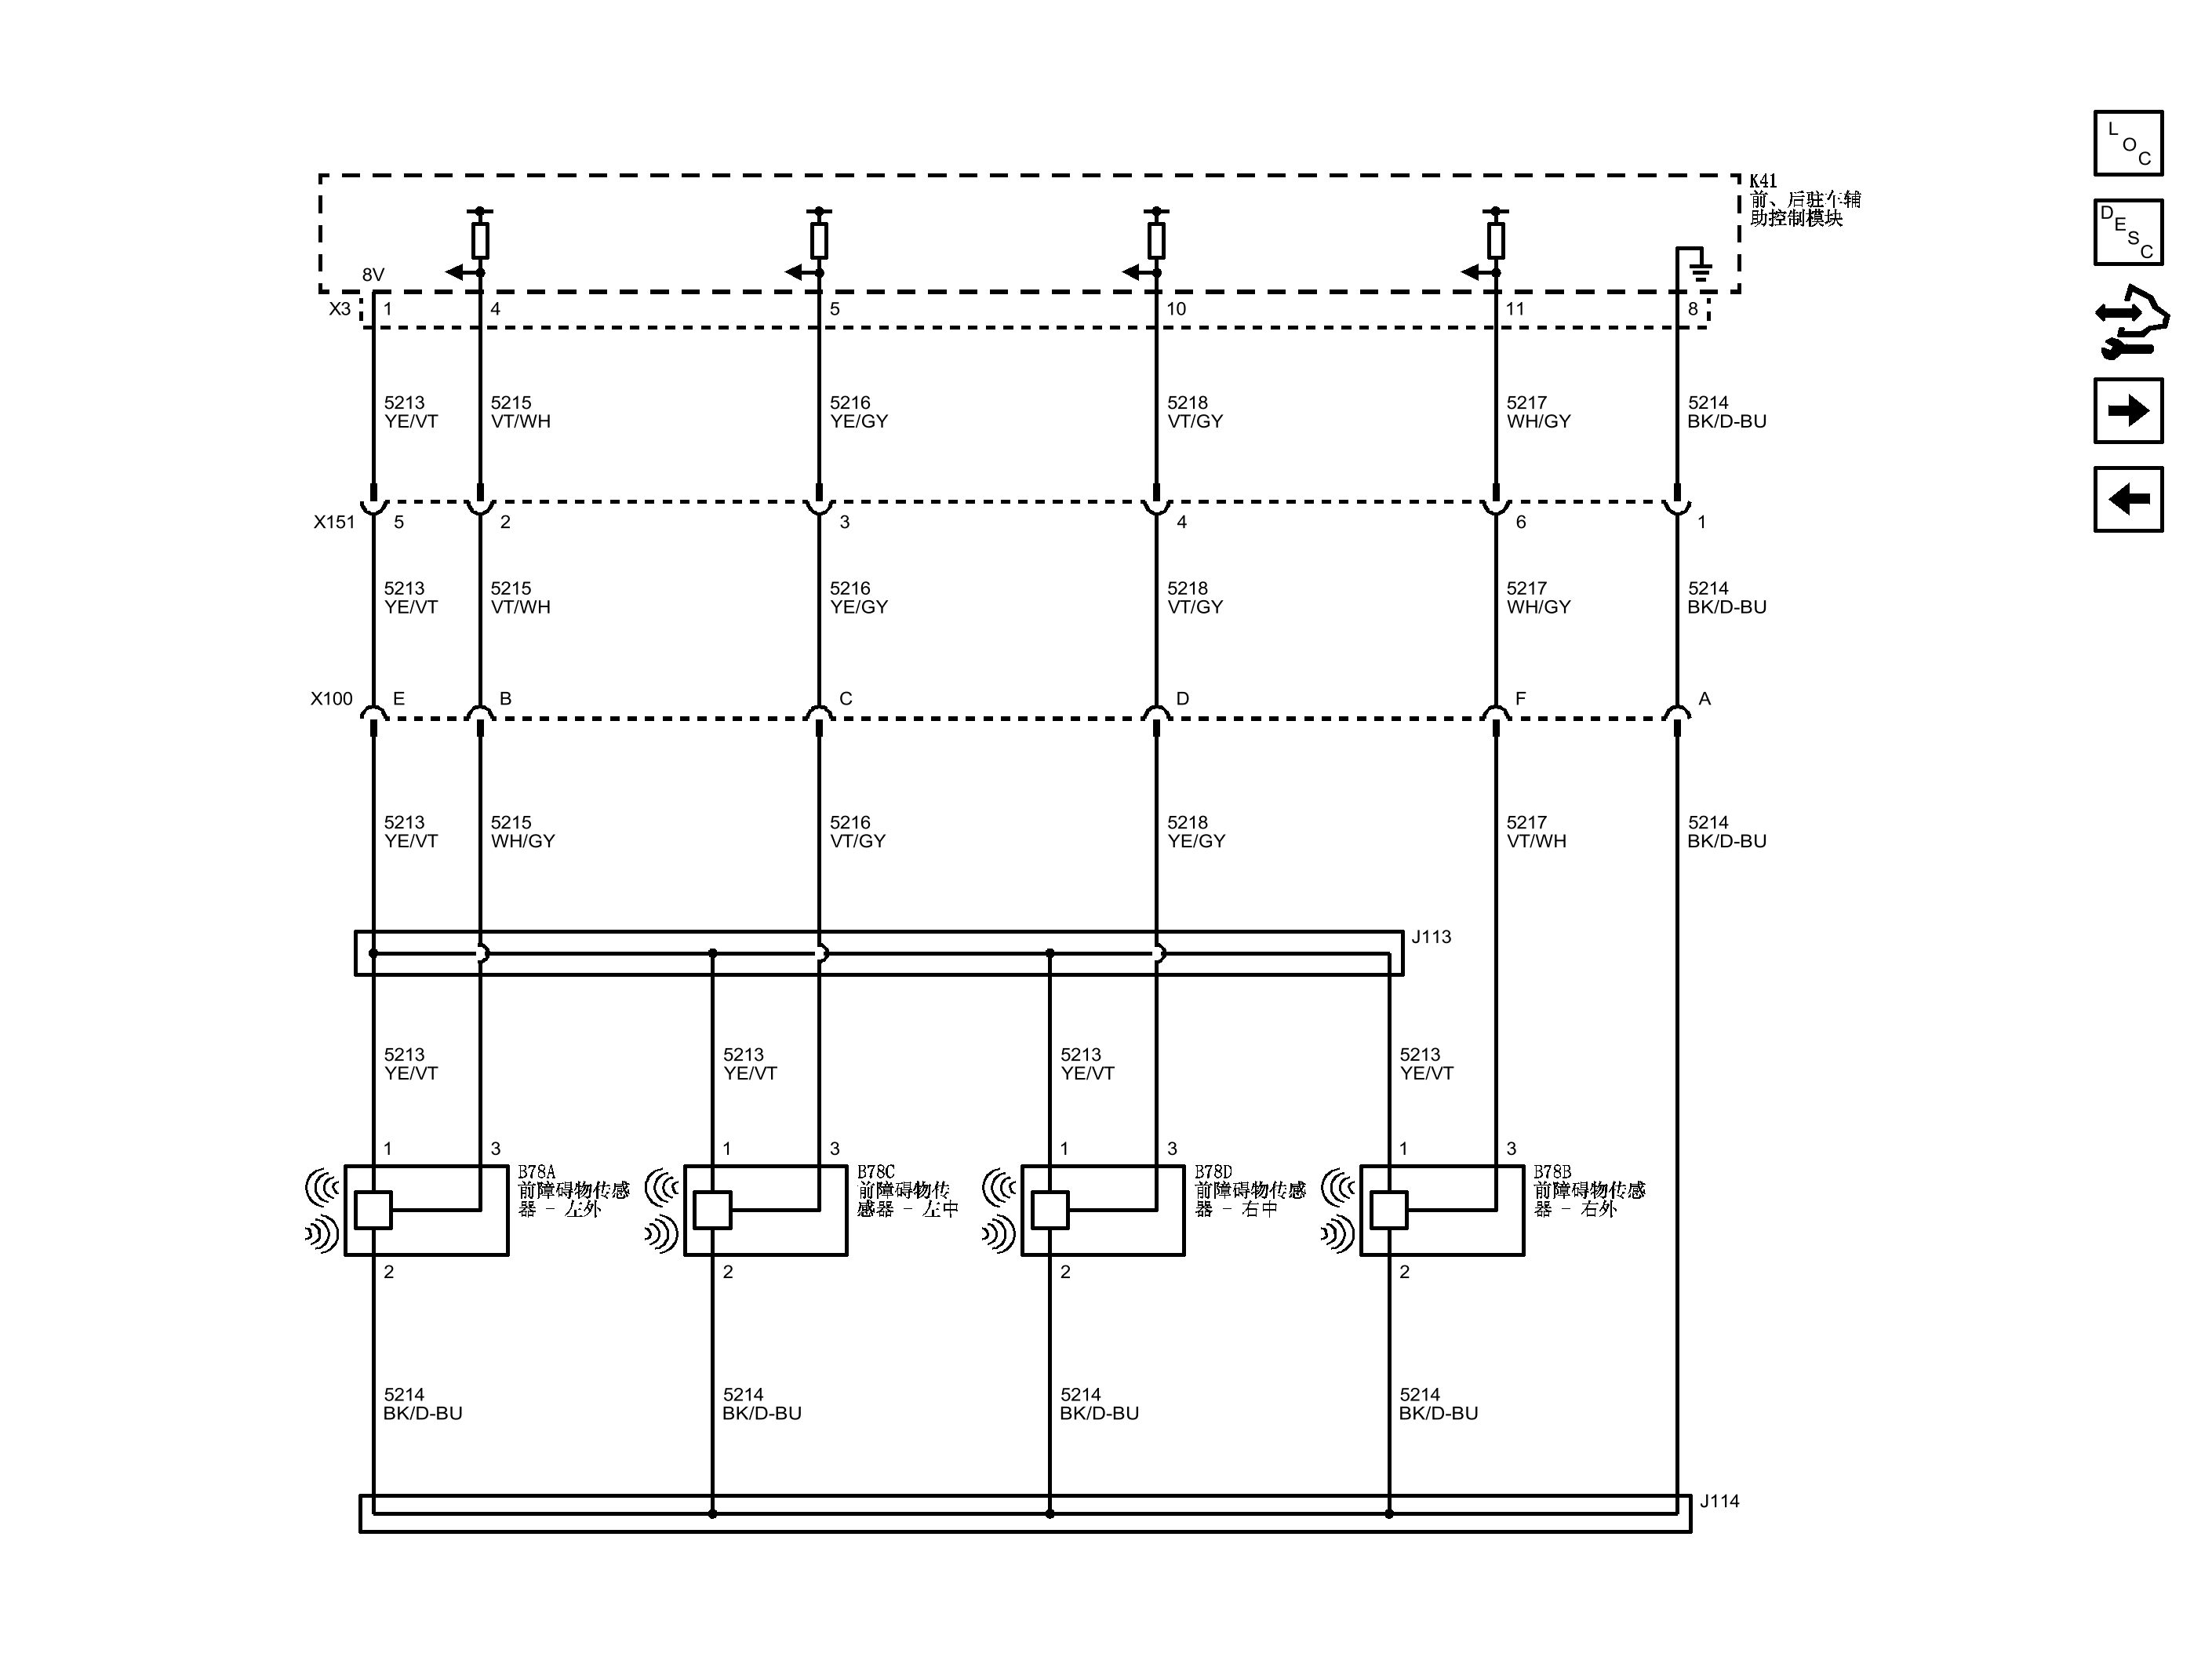 L
O
C
K41
前、后驻车辅
助控制模块
D
E
S
C
8V
X3 1 4 5 10 11 8
5213 5215 5216 5218 5217 5214
YE/VT VT/WH YE/GY VT/GY WH/GY BK/D-BU
X151 5 2 3 4 6 1
5213 5215 5216 5218 5217 5214
YE/VT VT/WH YE/GY VT/GY WH/GY BK/D-BU
X100 E B C D F A
5213 5215 5216 5218 5217 5214
YE/VT WH/GY VT/GY YE/GY VT/WH BK/D-BU
J113
5213 5213 5213 5213
YE/VT YE/VT YE/VT YE/VT
1 3 1 3 1 3 1 3
B78A
前障碍物传感
器 - 左外
B78C
前障碍物传
感器 - 左中
B78D
前障碍物传感
器 - 右中
B78B
前障碍物传感
器 - 右外
2 2 2 2
5214 5214 5214 5214
BK/D-BU BK/D-BU BK/D-BU BK/D-BU
J114